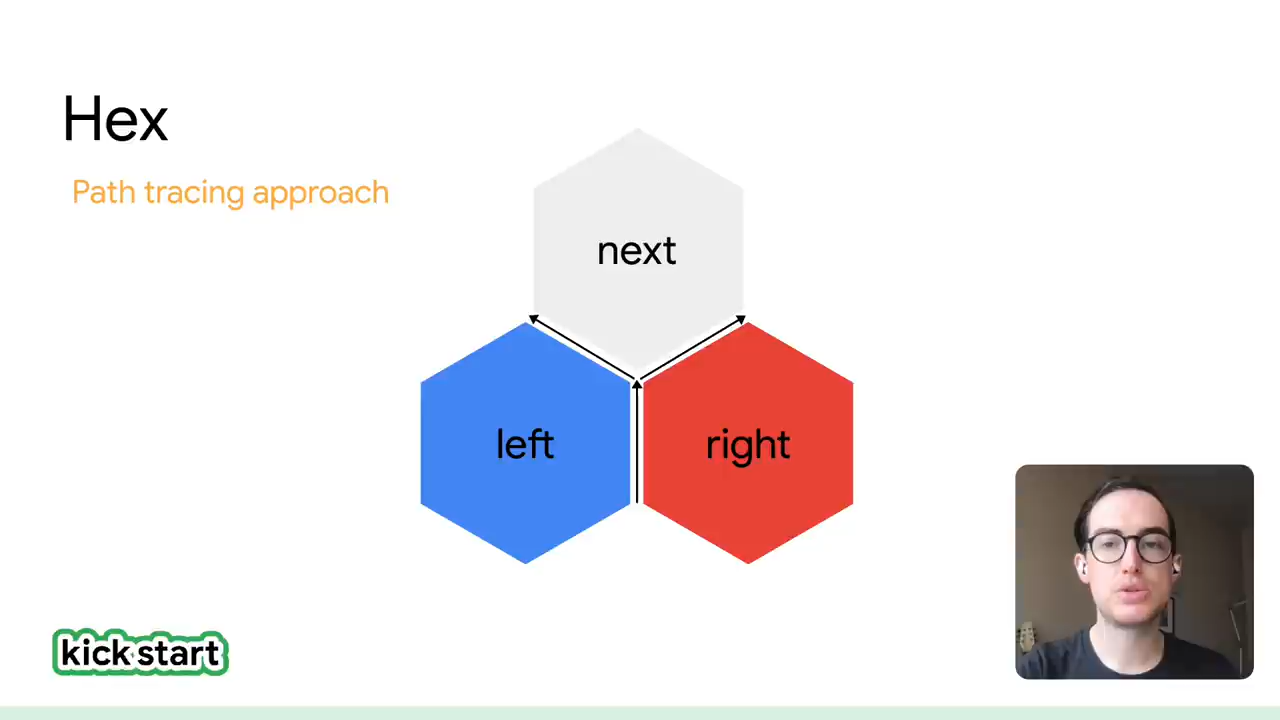 Hex
Path tracing approach
next
left
right
kick start